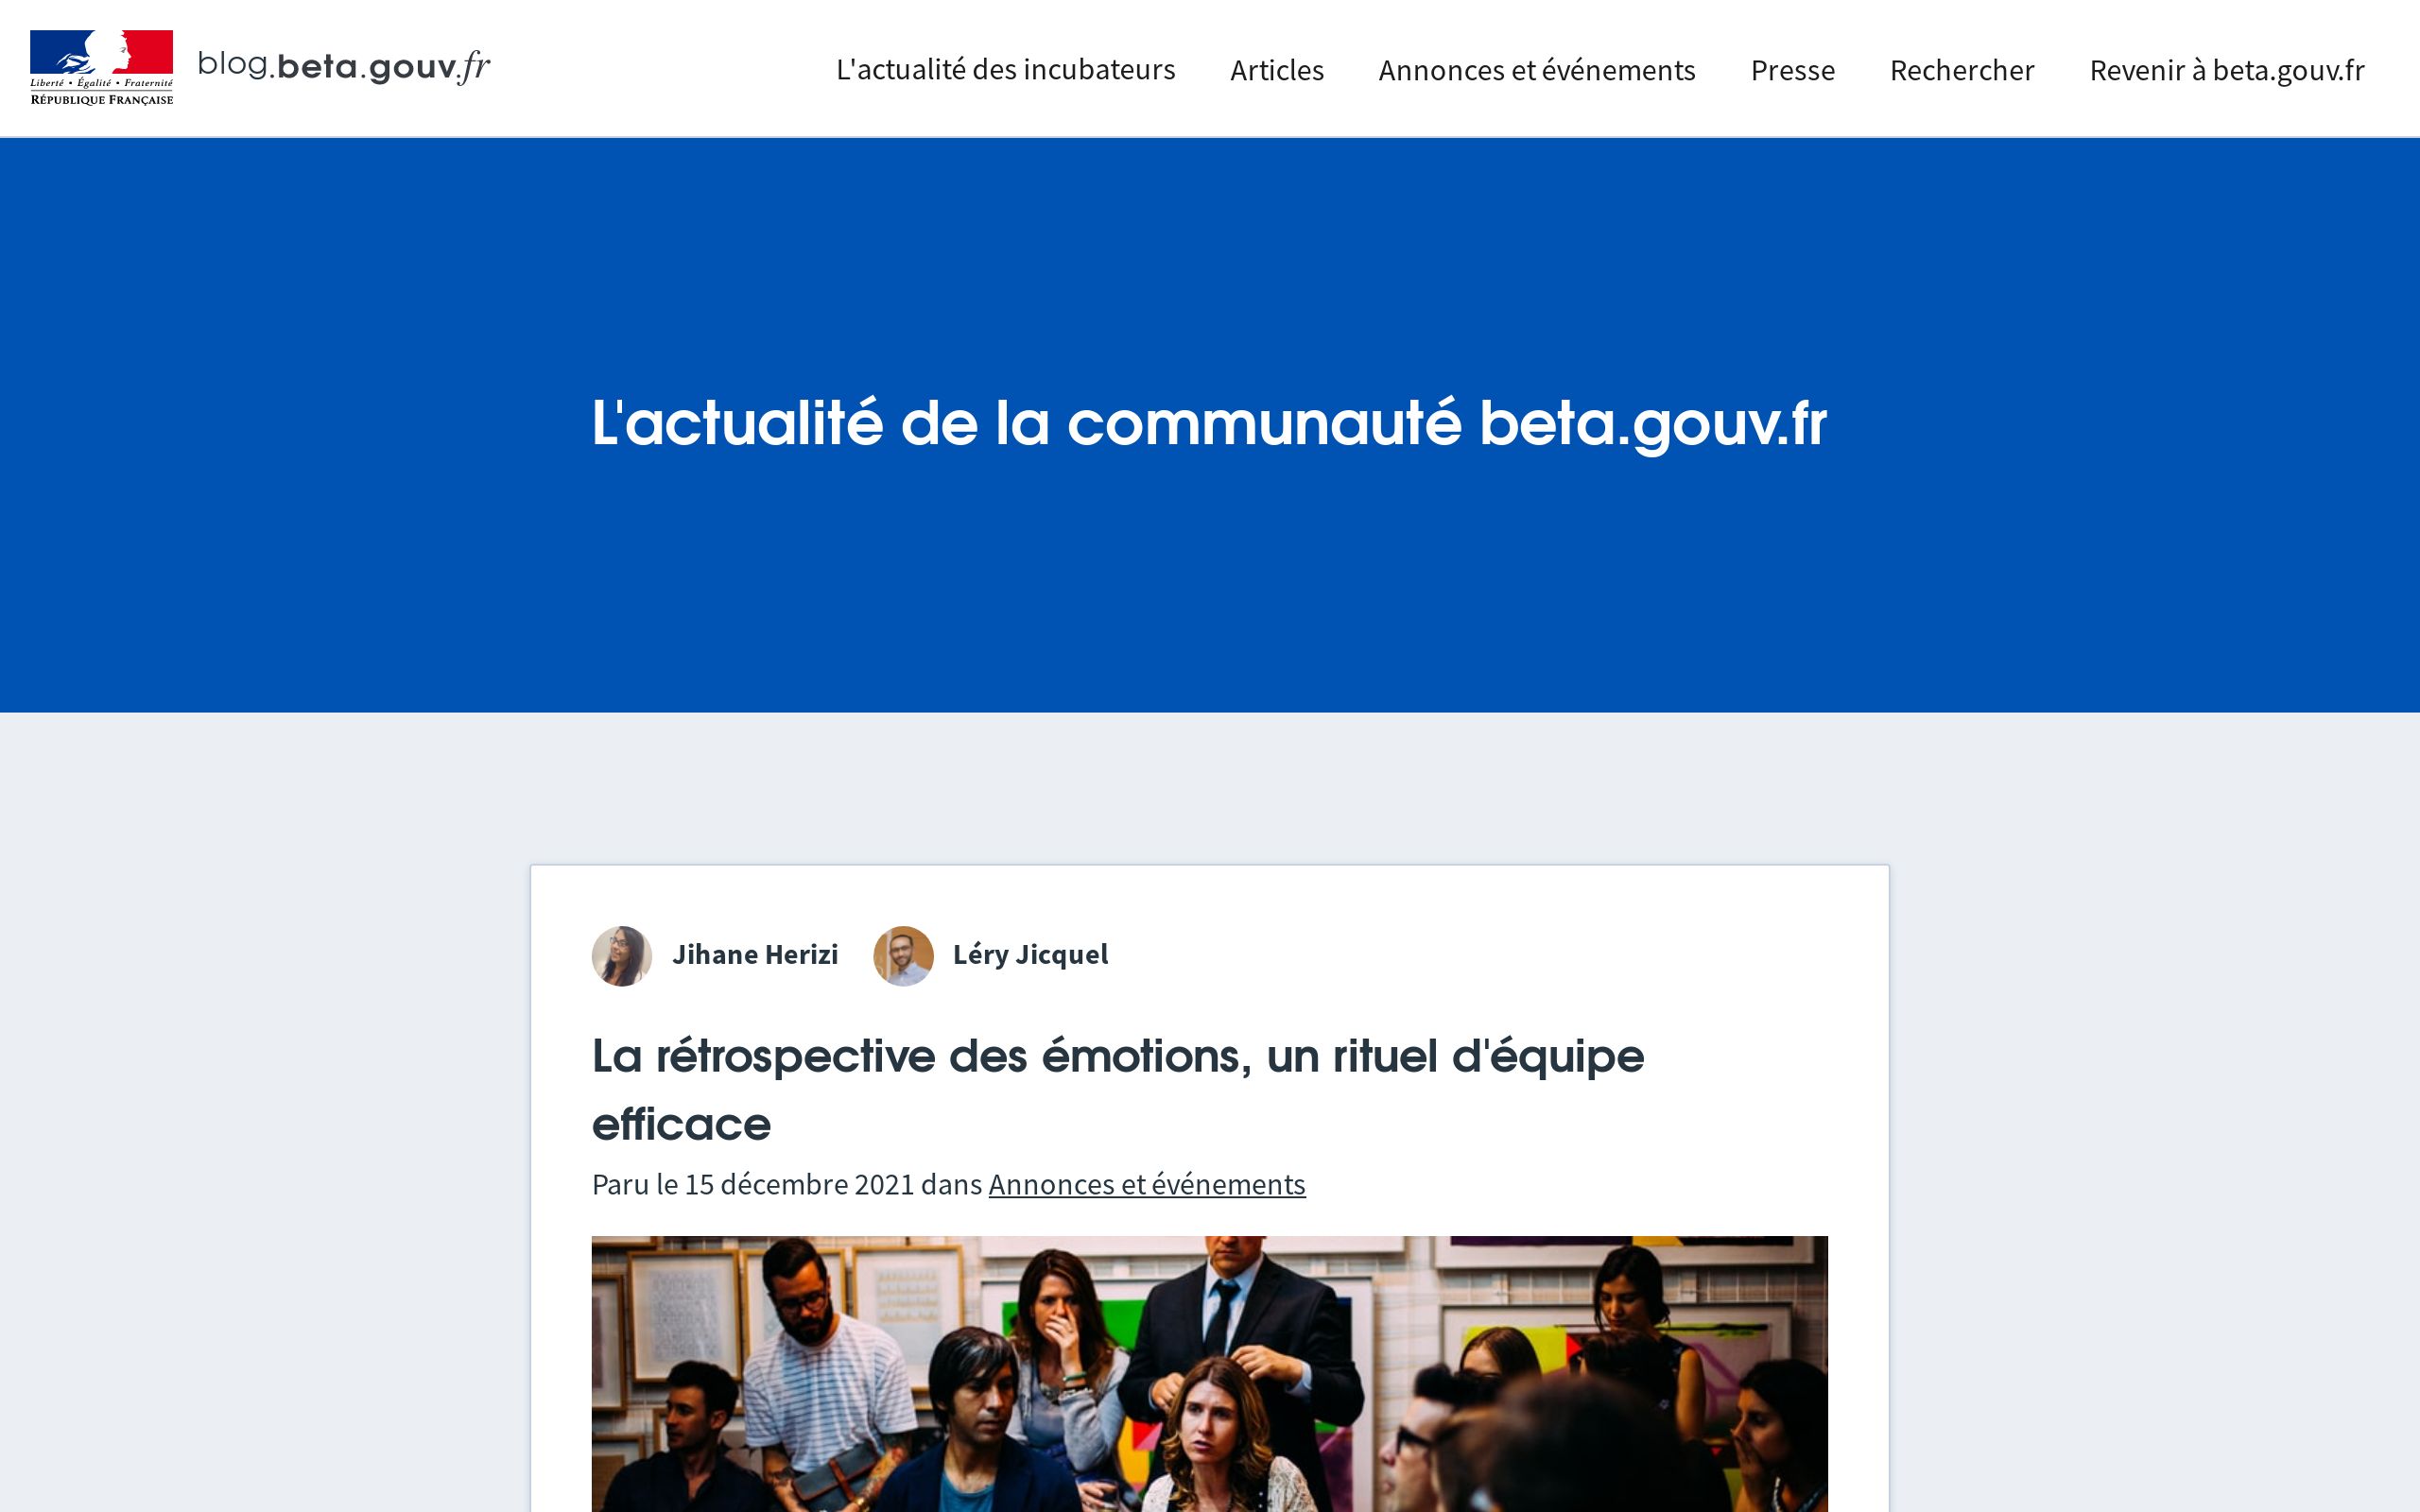 Liberté • Égalité • Fraternité
RÉPUBLIQUE FRANÇAISE
blog.beta.gouv.fr
L'actualité des incubateurs
Articles
Annonces et événements
Presse
Rechercher
Revenir à beta.gouv.fr
L'actualité de la communauté beta.gouv.fr
Jihane Herizi
Léry Jicquel
La rétrospective des émotions, un rituel d'équipe
efficace
Paru le 15 décembre 2021 dans Annonces et événements